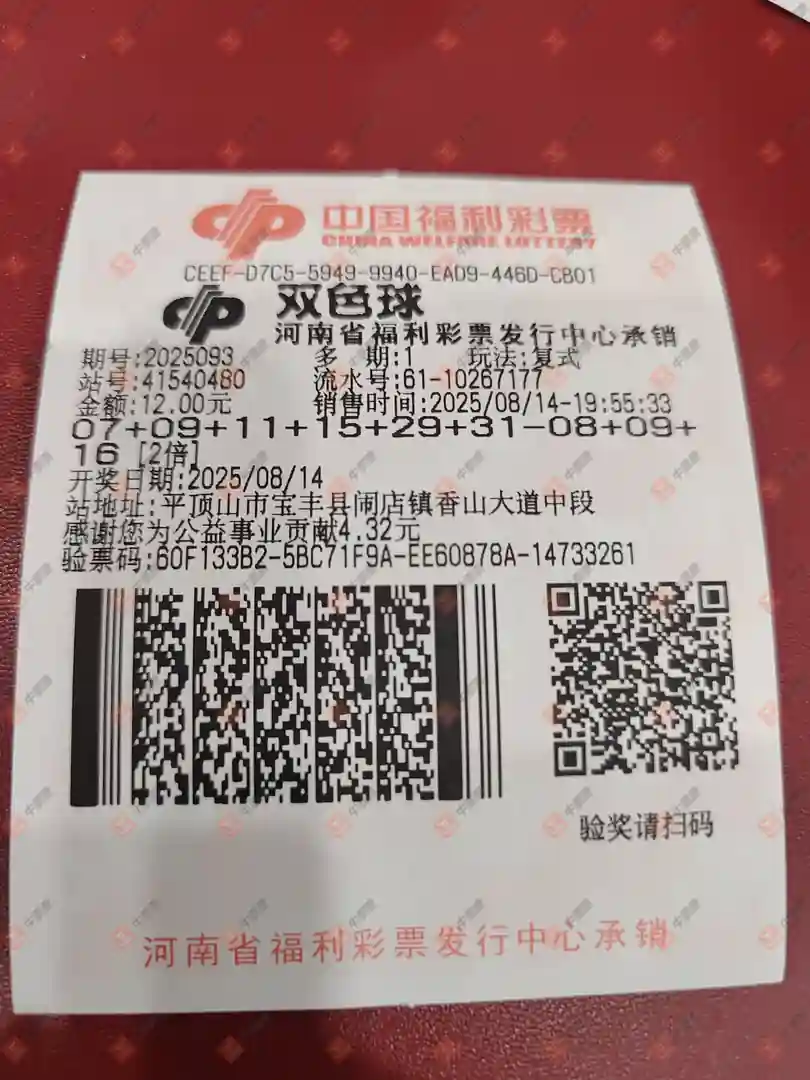 中国福利彩票
CHINA WELFARE LOTTERY
CEEF-D7C5-5949-9940-EAD9-446D-CB01
双色球
河南省福利彩票发行中心承销
期号:2025093 多 期:1 玩法:复式
站号:41540480 流水号:61-10267177
金额:12.00元 销售时间:2025/08/14-19:55:33
07+09+11+15+29+31-08+09+
16 [2倍]
开奖日期:2025/08/14
站地址:平顶山市宝丰县闹店镇香山大道中段
感谢您为公益事业贡献4.32元
验票码:60F133B2-5BC71F9A-EE60878A-14733261
验奖请扫码
河南省福利彩票发行中心承销